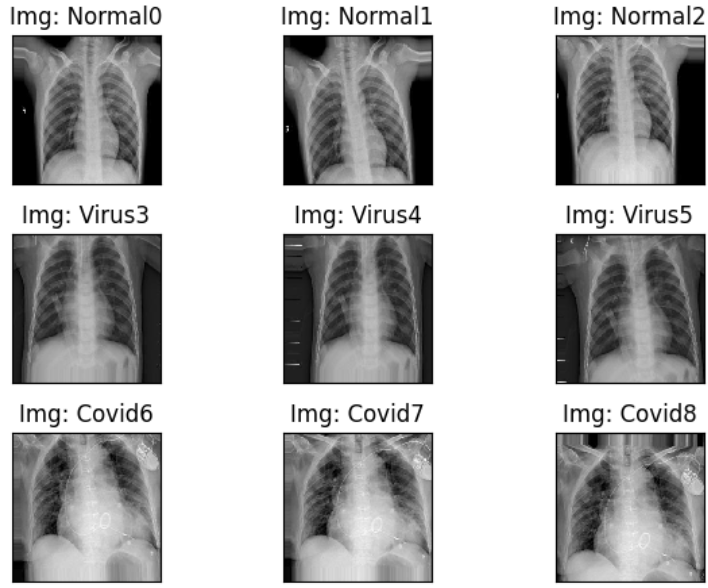 Img: Normal0
Img: Normal1
Img: Normal2
Img: Virus3
Img: Virus4
Img: Virus5
Img: Covid6
Img: Covid7
Img: Covid8